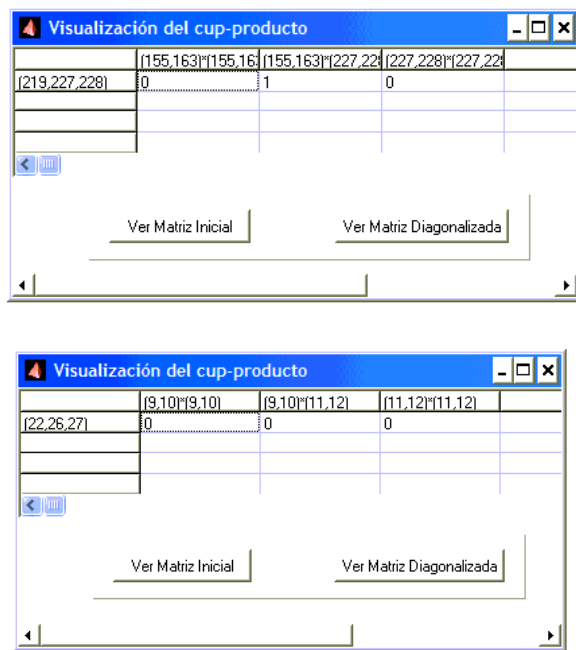 Visualización del cup-producto
(155,163)*(155,16 (155,163)*(227,22 (227,228)*(227,22
(219,227,228) 0 1 0
Ver Matriz Inicial Ver Matriz Diagonalizada
Visualización del cup-producto
(9,10)*(9,10) (9,10)*(11,12) (11,12)*(11,12)
(22,26,27) 0 0 0
Ver Matriz Inicial Ver Matriz Diagonalizada